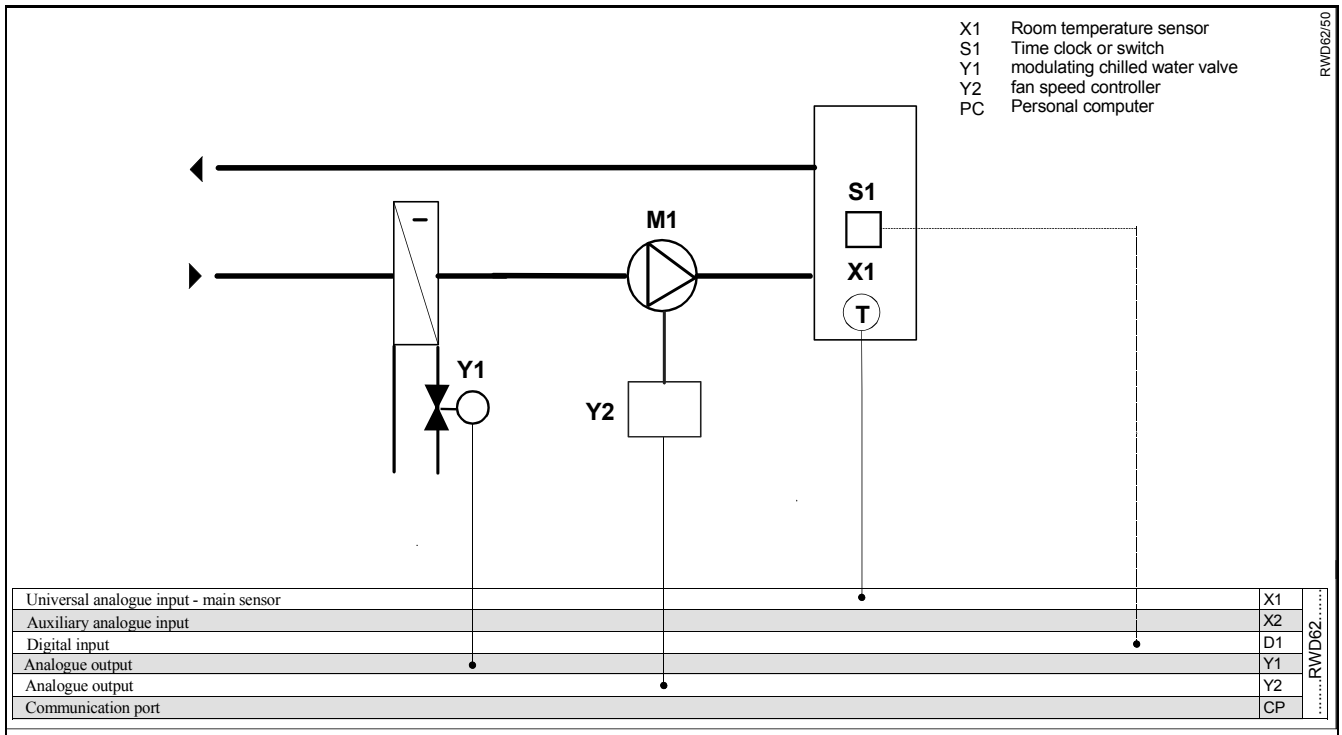 X1 Room temperature sensor
S1 Time clock or switch
Y1 modulating chilled water valve
Y2 fan speed controller
PC Personal computer
RWD62/50
S1
M1
X1
T
Y1
Y2
Universal analogue input - main sensor X1
Auxiliary analogue input X2
Digital input D1
Analogue output Y1
Analogue output Y2
Communication port CP
........RWD62.......